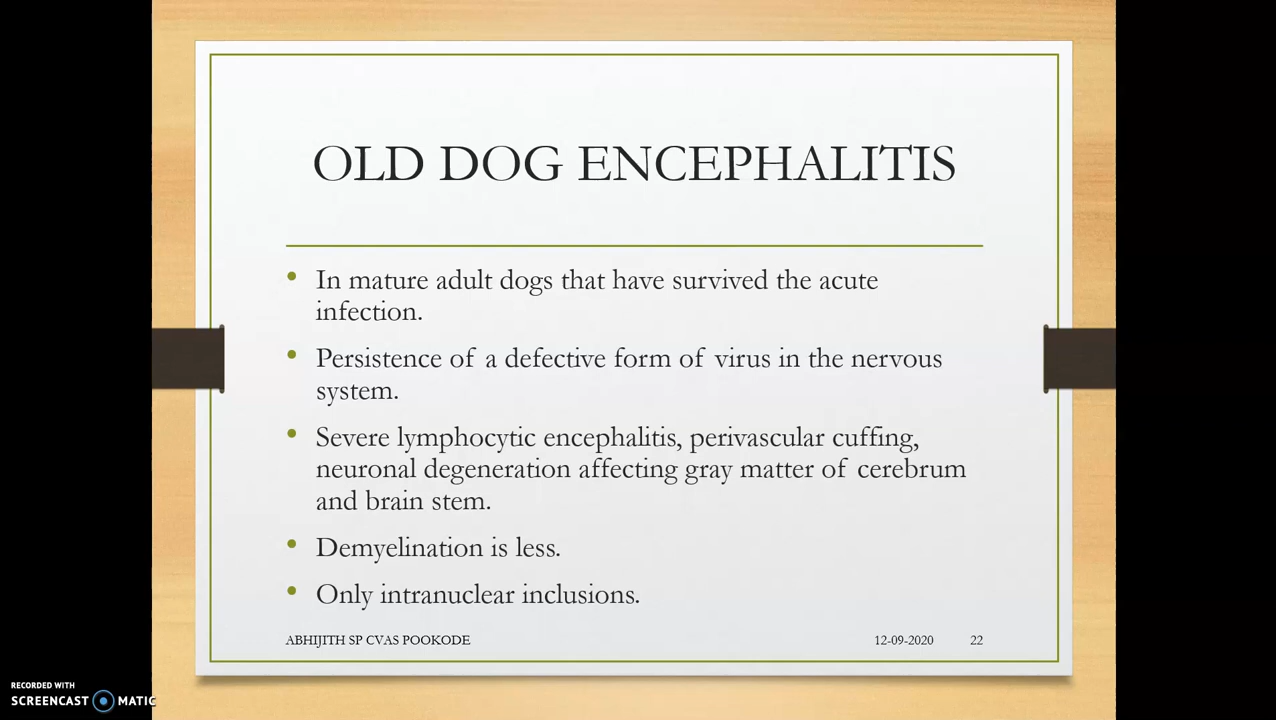 OLD DOG ENCEPHALITIS
• In mature adult dogs that have survived the acute
infection.
• Persistence of a defective form of virus in the nervous
system.
• Severe lymphocytic encephalitis, perivascular cuffing,
neuronal degeneration affecting gray matter of cerebrum
and brain stem.
• Demyelination is less.
• Only intranuclear inclusions.
ABHIJITH SP CVAS POOKODE 12-09-2020 22
RECORDED WITH
SCREENCAST MATIC